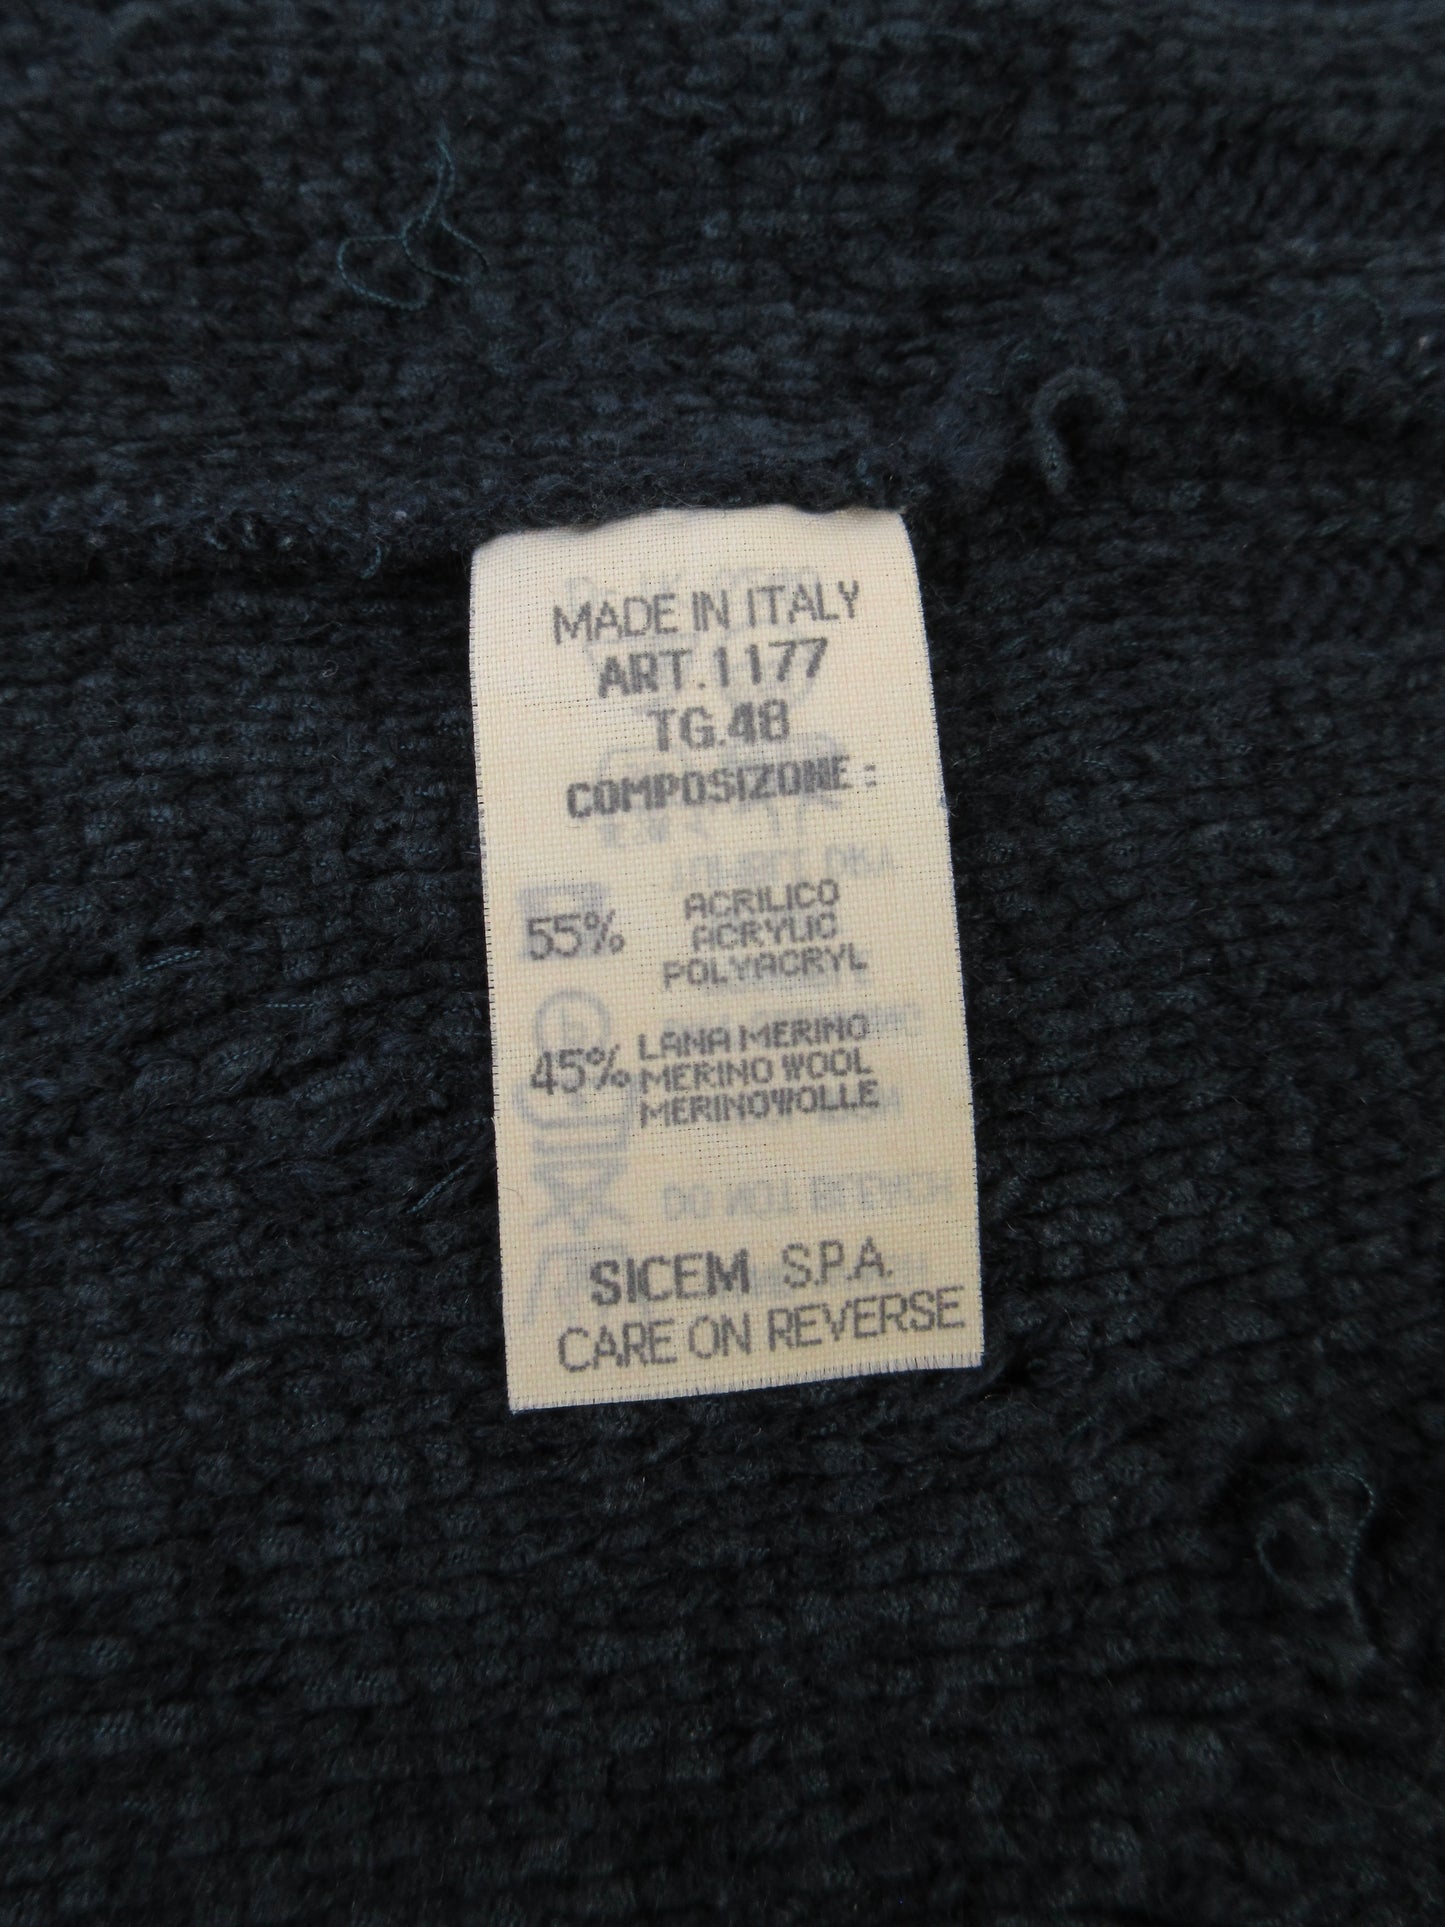 MADE IN ITALY
ART.1177
TG.48
COMPOSIZONE :
55% ACRILICO
ACRYLIC
POLYACRYL
45% LANA MERINO
MERINO WOOL
MERINOWOLLE
SICEM S.P.A.
CARE ON REVERSE